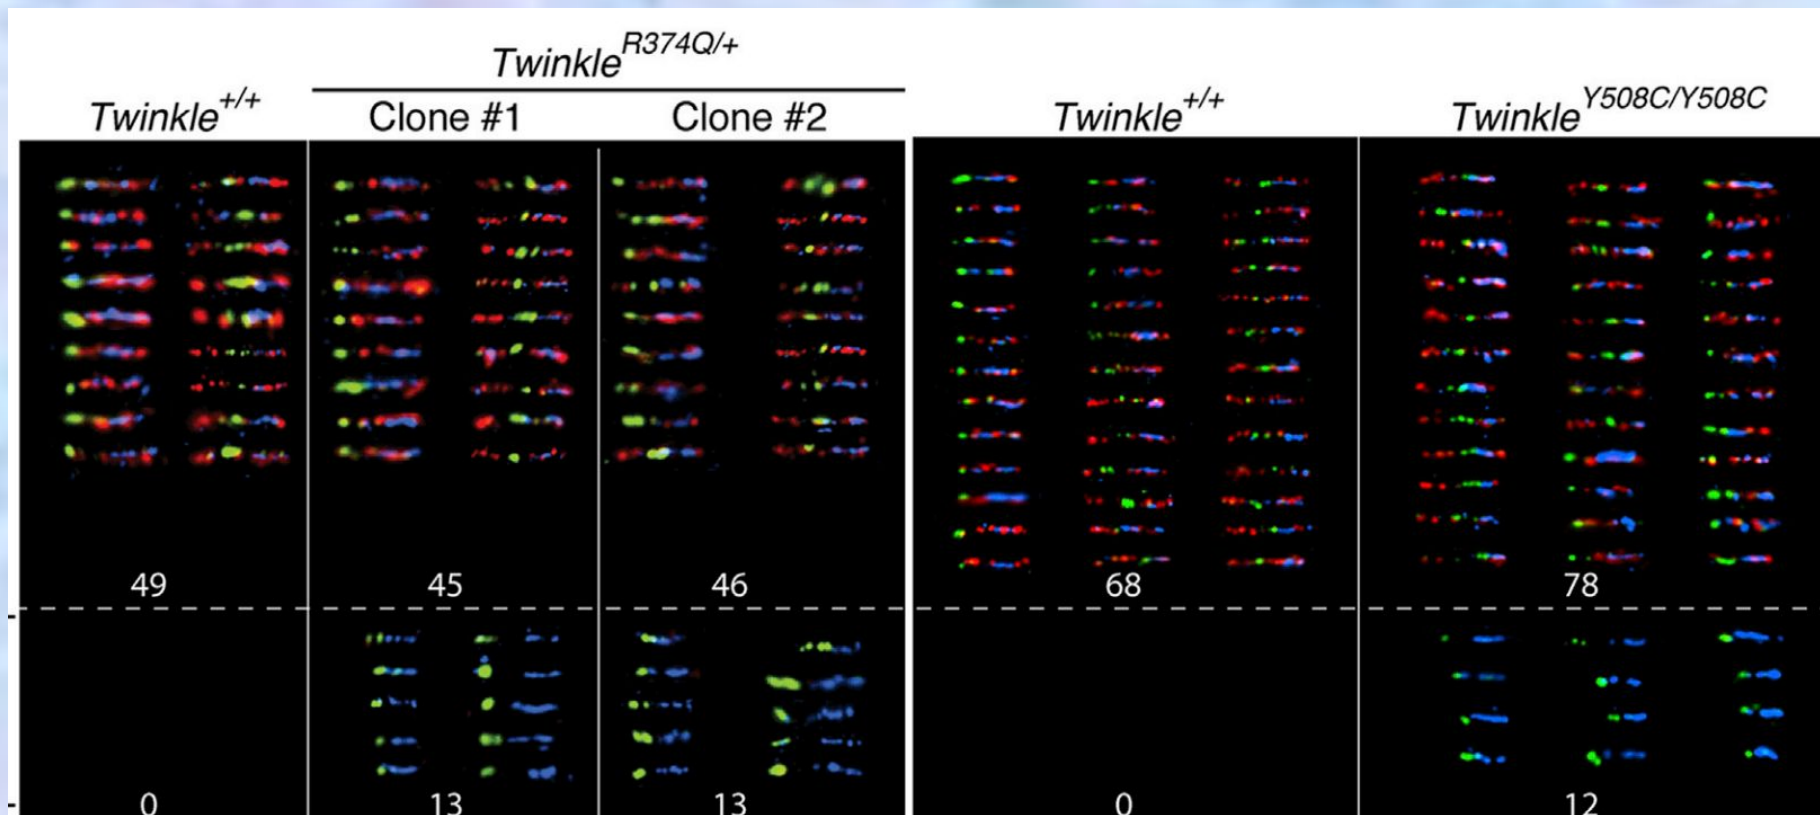 Twinkle^R374Q/+
Twinkle^+/+ Clone #1 Clone #2 Twinkle^+/+ Twinkle^Y508C/Y508C
49 45 46 68 78
0 13 13 0 12